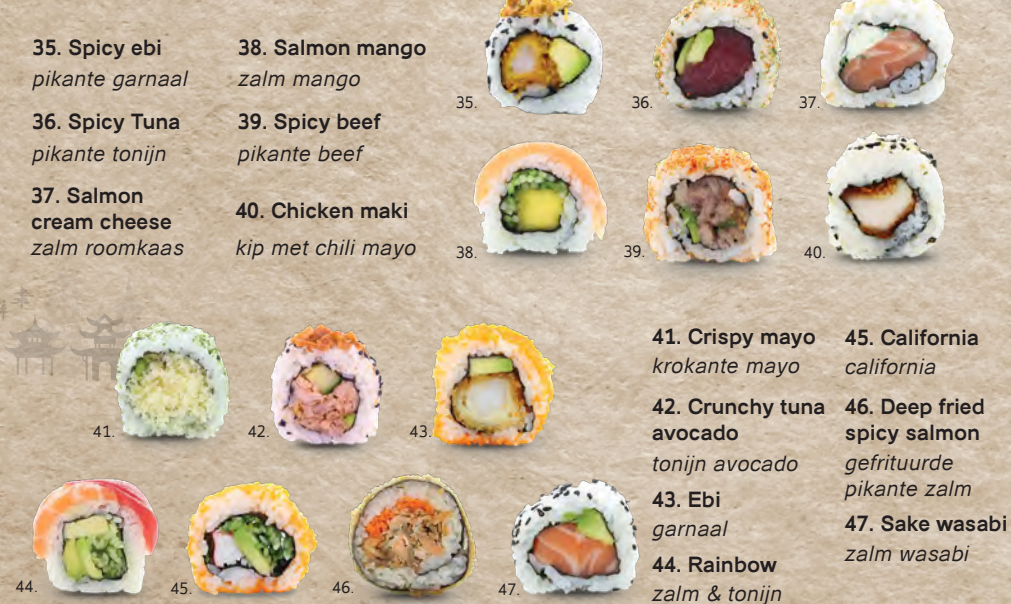 35. Spicy ebi
pikante garnaal
36. Spicy Tuna
pikante tonijn
37. Salmon
cream cheese
zalm roomkaas
38. Salmon mango
zalm mango
39. Spicy beef
pikante beef
40. Chicken maki
kip met chili mayo
35.
36.
37.
38.
39.
40.
4
41.
42.
43.
44.
45.
46.
47.
41. Crispy mayo
krokante mayo
42. Crunchy tuna
avocado
tonijn avocado
43. Ebi
garnaal
44. Rainbow
zalm & tonijn
45. California
california
46. Deep fried
spicy salmon
gefrituurde
pikante zalm
47. Sake wasabi
zalm wasabi